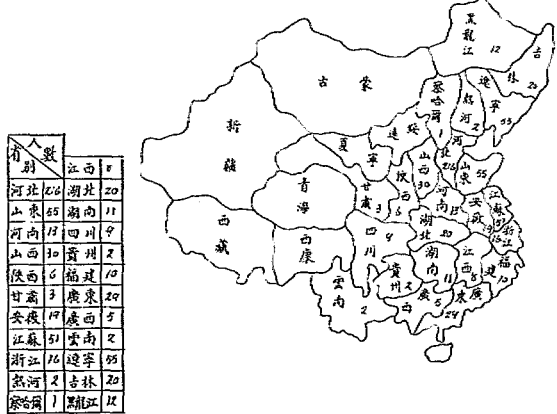 人數
省別
江西 8
河北 216 湖北 20
山東 55 湖南 11
河南 13 四川 9
山西 30 貴州 2
陝西 6 福建 10
甘肅 3 廣東 29
安徽 19 廣西 5
江蘇 51 雲南 2
浙江 16 遼寧 55
熱河 2 吉林 20
察哈爾 1 黑龍江 12
黑龍江 12
吉林 20
遼寧 55
蒙古
察哈爾 1
熱河 2
新疆
綏遠
寧夏
河北 216
山西 30
山東 55
陝西 6
甘肅 3
青海
河南 13
江蘇 51
安徽 19
浙江 16
西藏
西康
四川 9
湖北 20
湖南 11
江西 8
福建 10
貴州 2
雲南 2
廣西 5
廣東 29